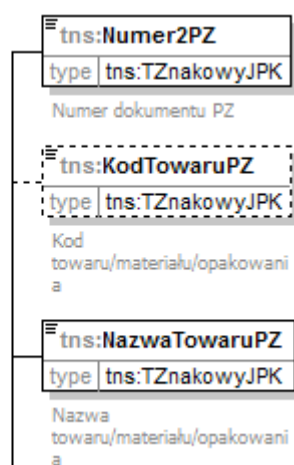 tns:Numer2PZ
type tns:TZnakowyJPK
Numer dokumentu PZ
tns:KodTowaruPZ
type tns:TZnakowyJPK
Kod
towaru/materiału/opakowani
a
tns:NazwaTowaruPZ
type tns:TZnakowyJPK
Nazwa
towaru/materiału/opakowani
a